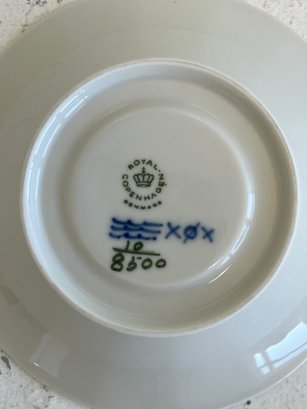 ROYAL
COPENHAGEN
DENMARK
XØX
10
8500